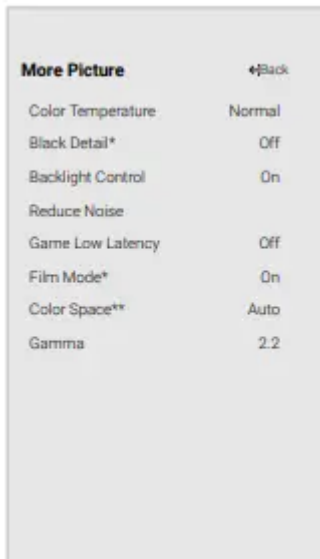 More Picture Back
Color Temperature Normal
Black Detail* Off
Backlight Control On
Reduce Noise
Game Low Latency Off
Film Mode* On
Color Space** Auto
Gamma 2.2